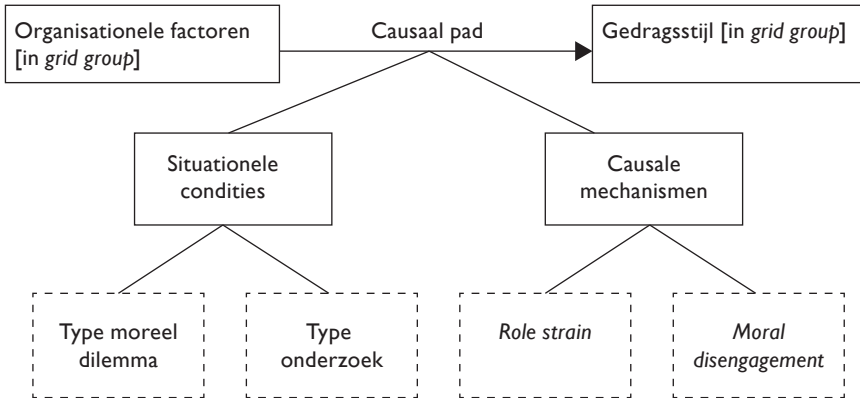 Organisationele factoren
[in grid group]
Causaal pad
Gedragsstijl [in grid group]
Situationele
condities
Causale
mechanismen
Type moreel
dilemma
Type
onderzoek
Role strain
Moral
disengagement